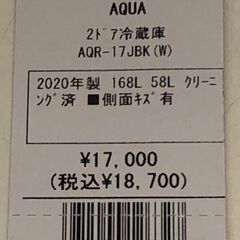 AQUA
2ﾄﾞｱ冷蔵庫
AQR-17JBK(W)
2020年製 168L 58L ｸﾘｰﾆ
ﾝｸﾞ済 ■側面ｷｽﾞ有
¥17,000
(税込¥18,700)